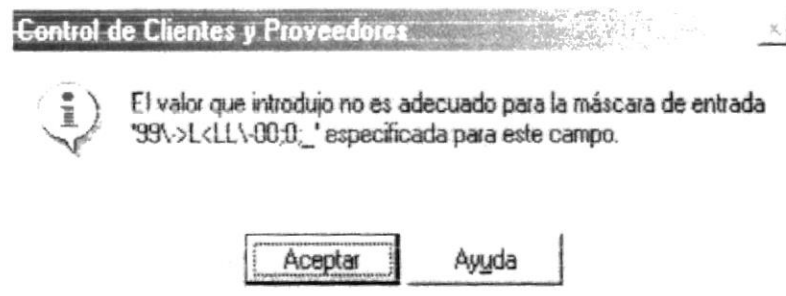 Control de Clientes y Proveedores
El valor que introdujo no es adecuado para la máscara de entrada
'99\->L<LL\-00;0;_' especificada para este campo.
Aceptar
Ayuda